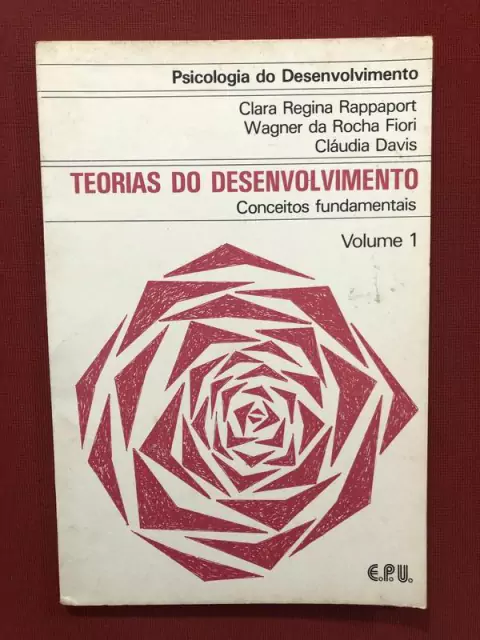 Psicologia do Desenvolvimento
Clara Regina Rappaport
Wagner da Rocha Fiori
Cláudia Davis
TEORIAS DO DESENVOLVIMENTO
Conceitos fundamentais
Volume 1
E.P.U.